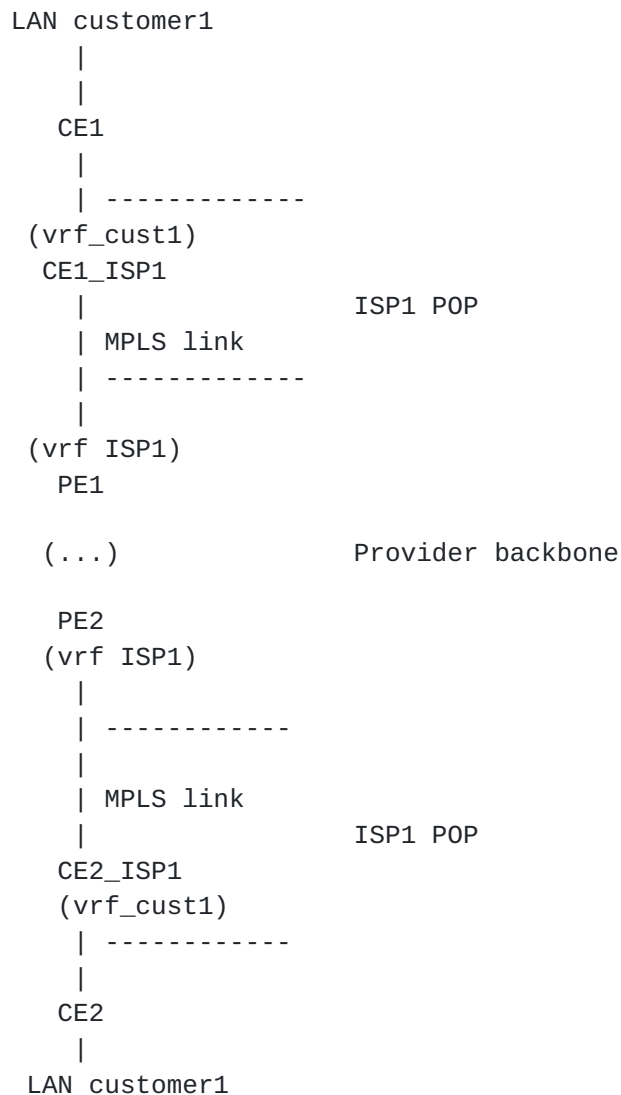 LAN customer1
|
|
CE1
|
| -------------
(vrf_cust1)
CE1_ISP1
| ISP1 POP
| MPLS link
| -------------
|
(vrf ISP1)
PE1
(...) Provider backbone
PE2
(vrf ISP1)
|
| ------------
|
| MPLS link
| ISP1 POP
CE2_ISP1
(vrf_cust1)
| ------------
|
CE2
|
LAN customer1